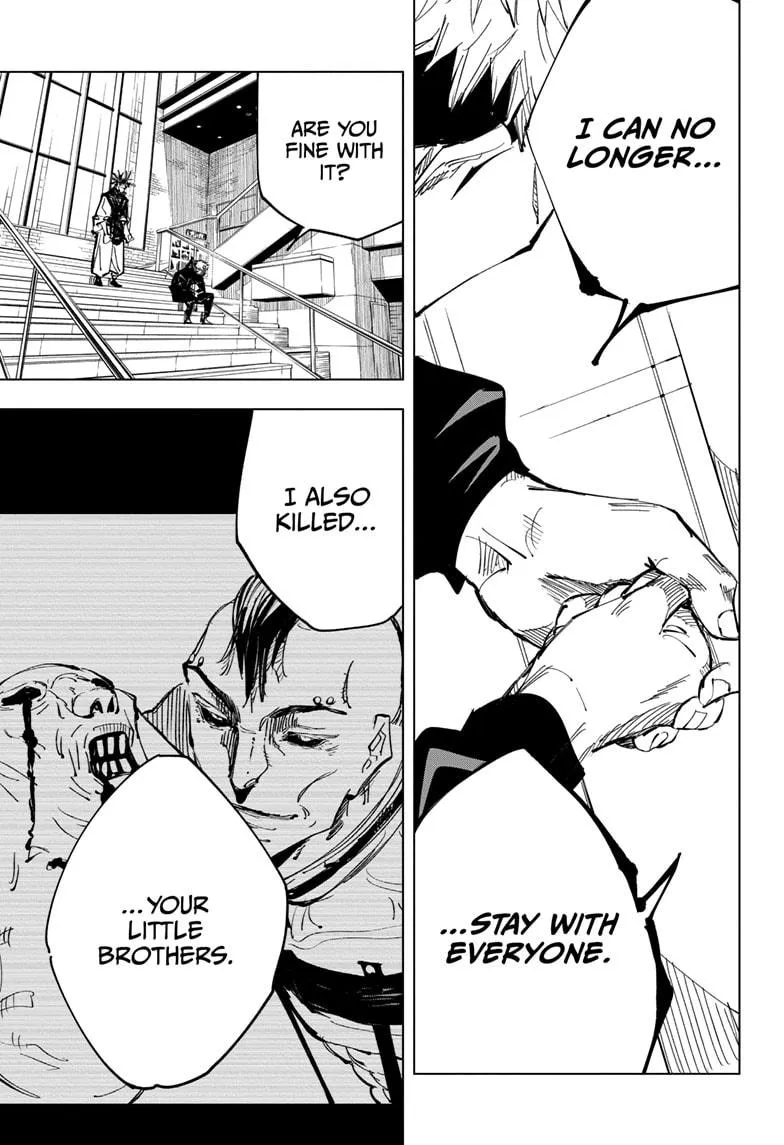 I CAN NO
LONGER...
...STAY WITH
EVERYONE.
ARE YOU
FINE WITH
IT?
I ALSO
KILLED...
...YOUR
LITTLE
BROTHERS.